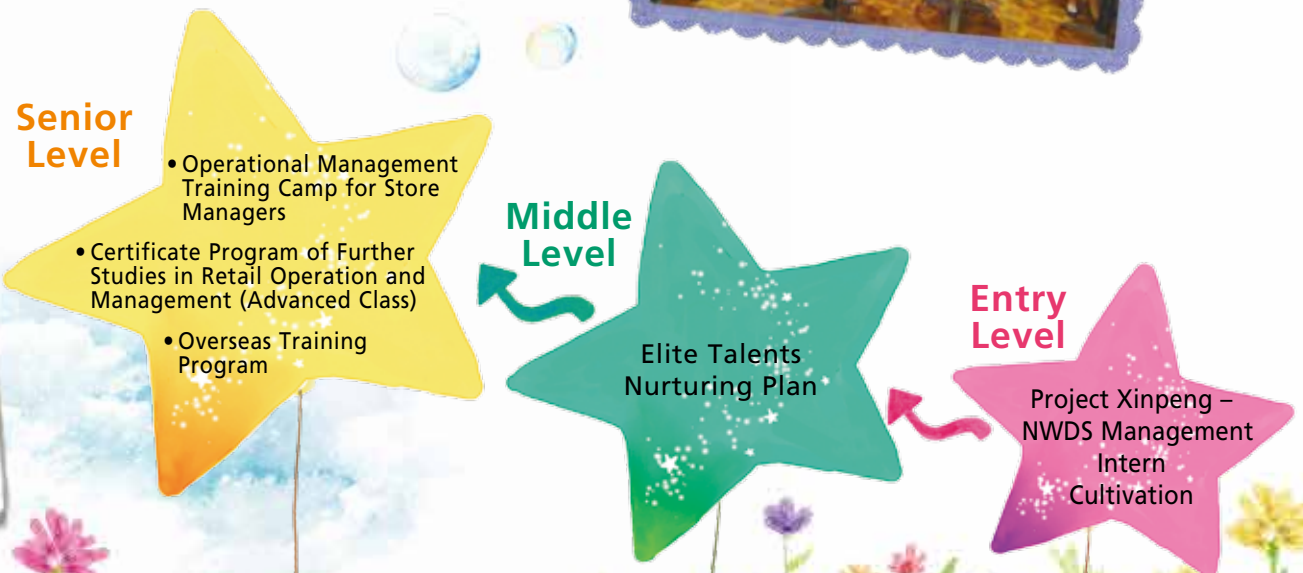 Senior
Level
• Operational Management
Training Camp for Store
Managers
• Certificate Program of Further
Studies in Retail Operation and
Management (Advanced Class)
• Overseas Training
Program
Middle
Level
Elite Talents
Nurturing Plan
Entry
Level
Project Xinpeng –
NWDS Management
Intern
Cultivation